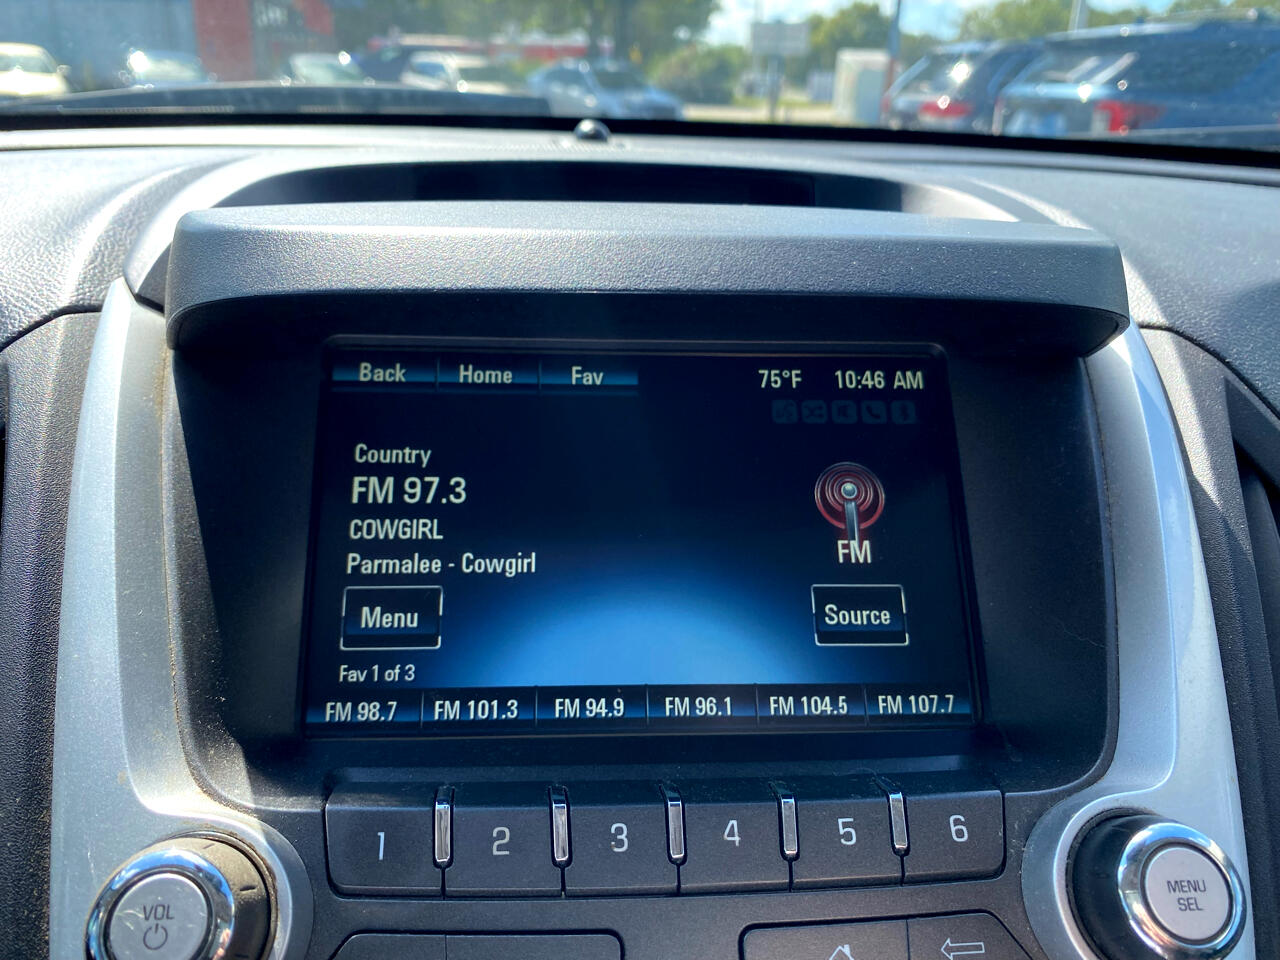 Back Home Fav 75°F 10:46 AM
Country
FM 97.3
COWGIRL
Parmalee - Cowgirl
FM
Menu Source
Fav 1 of 3
FM 98.7 FM 101.3 FM 94.9 FM 96.1 FM 104.5 FM 107.7
1 2 3 4 5 6
VOL
MENU
SEL